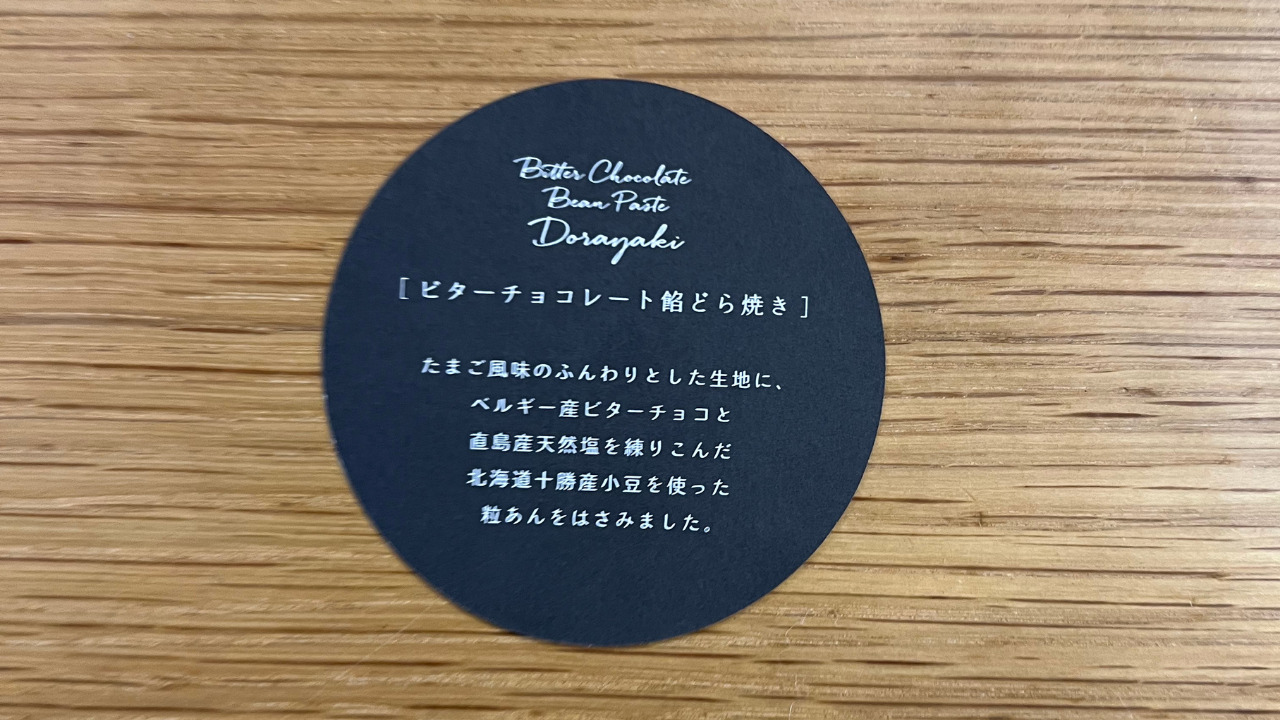 Bitter Chocolate
Bean Paste
Dorayaki
[ビターチョコレート餡どら焼き]
たまご風味のふんわりとした生地に、
ベルギー産ビターチョコと
直島産天然塩を練りこんだ
北海道十勝産小豆を使った
粒あんをはさみました。